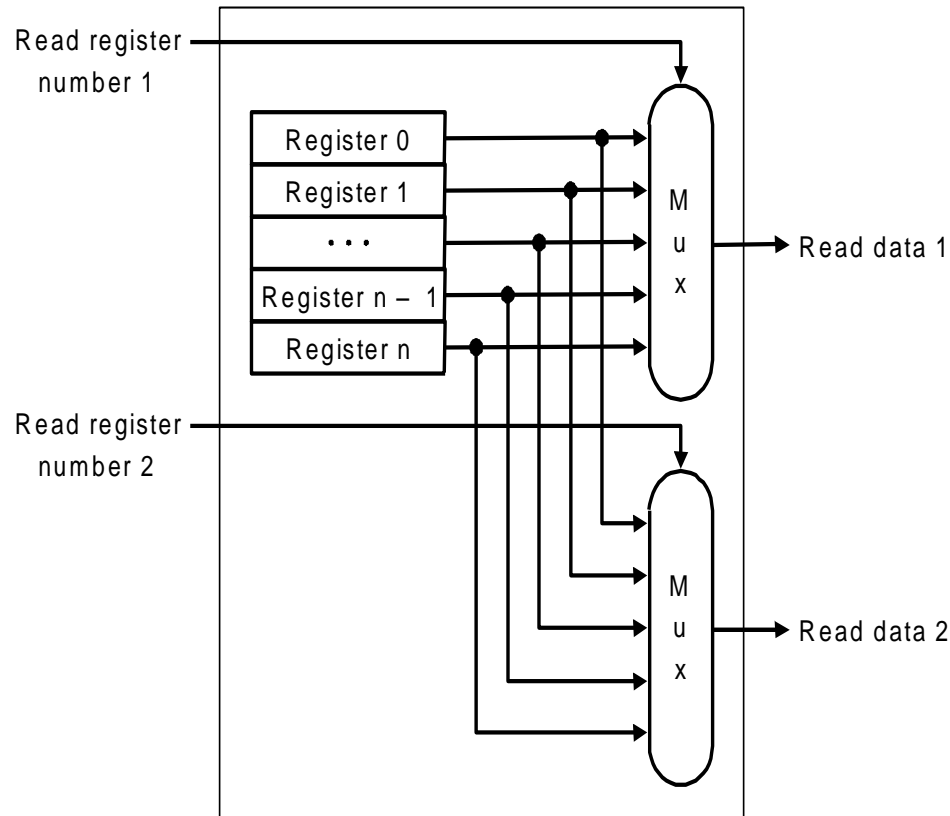 Read register
number 1
Register 0
Register 1
...
Register n – 1
Register n
M
u
x
Read data 1
Read register
number 2
M
u
x
Read data 2